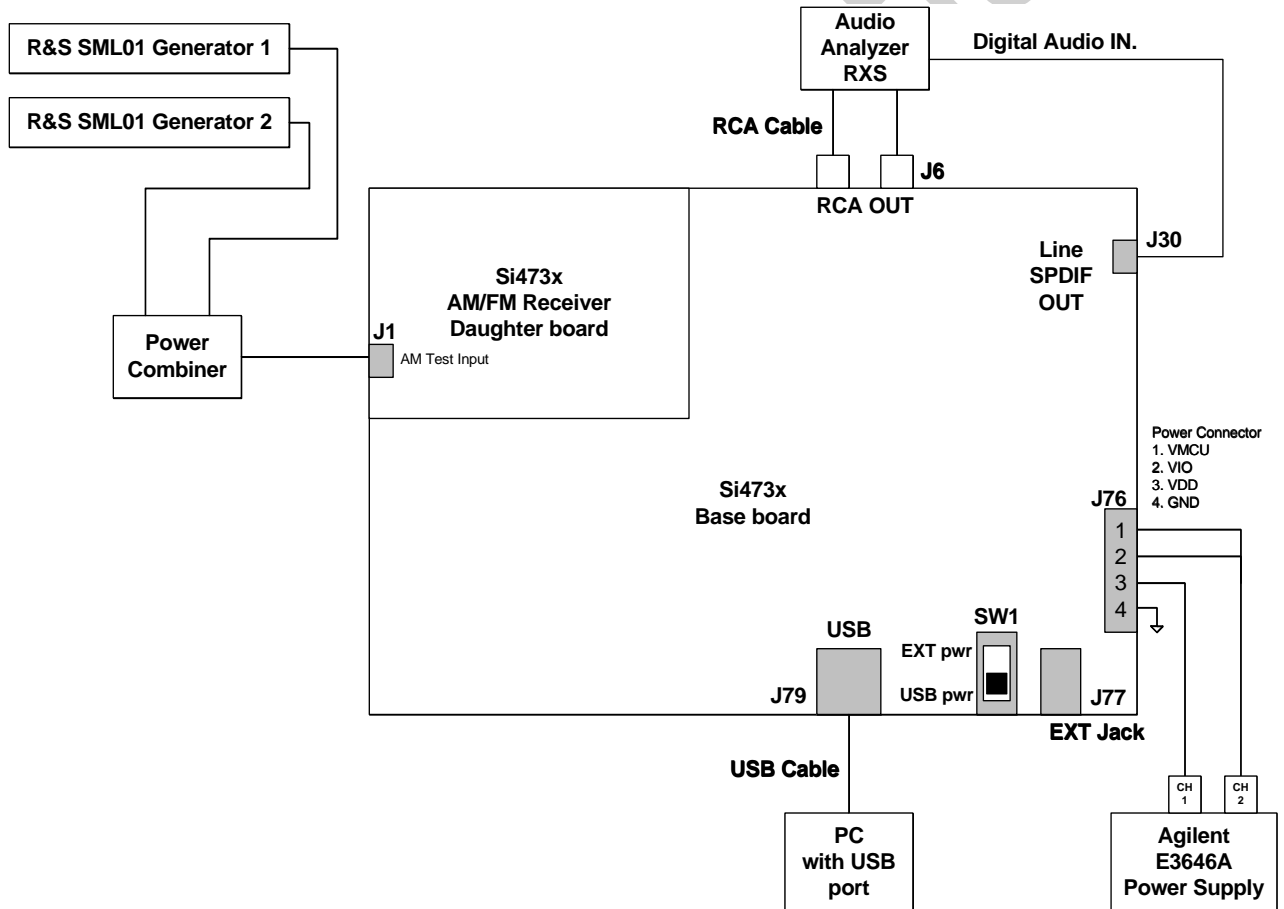 R&S SML01 Generator 1
R&S SML01 Generator 2
Audio
Analyzer
RXS
Digital Audio IN.
RCA Cable
J6
RCA OUT
J30
Line
SPDIF
OUT
Si473x
AM/FM Receiver
Daughter board
J1
AM Test Input
Power
Combiner
Power Connector
1. VMCU
2. VIO
3. VDD
4. GND
Si473x
Base board
J76
1
2
3
4
USB
SW1
EXT pwr
USB pwr
J79
J77
EXT Jack
USB Cable
CH
1
CH
2
PC
with USB
port
Agilent
E3646A
Power Supply